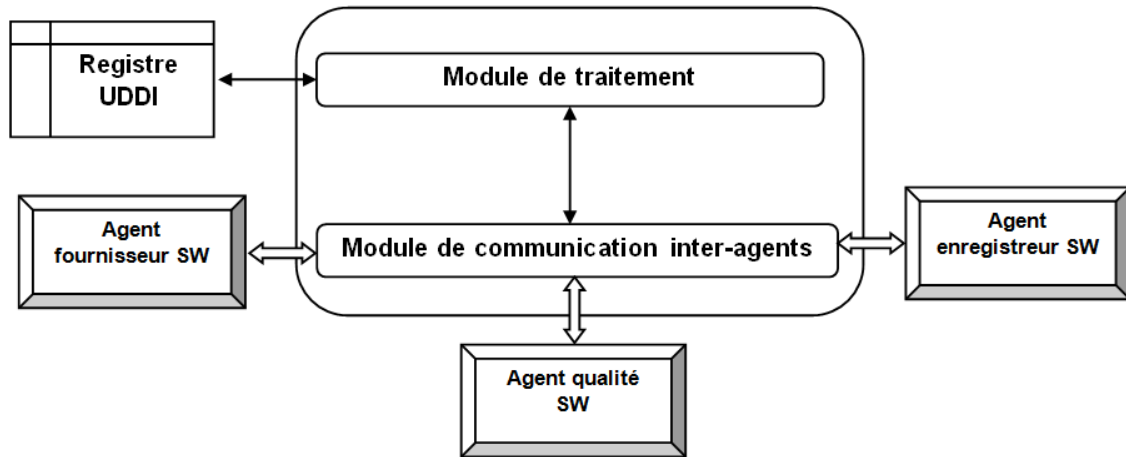 Registre
UDDI
Module de traitement
Agent
fournisseur SW
Module de communication inter-agents
Agent
enregistreur SW
Agent qualité
SW